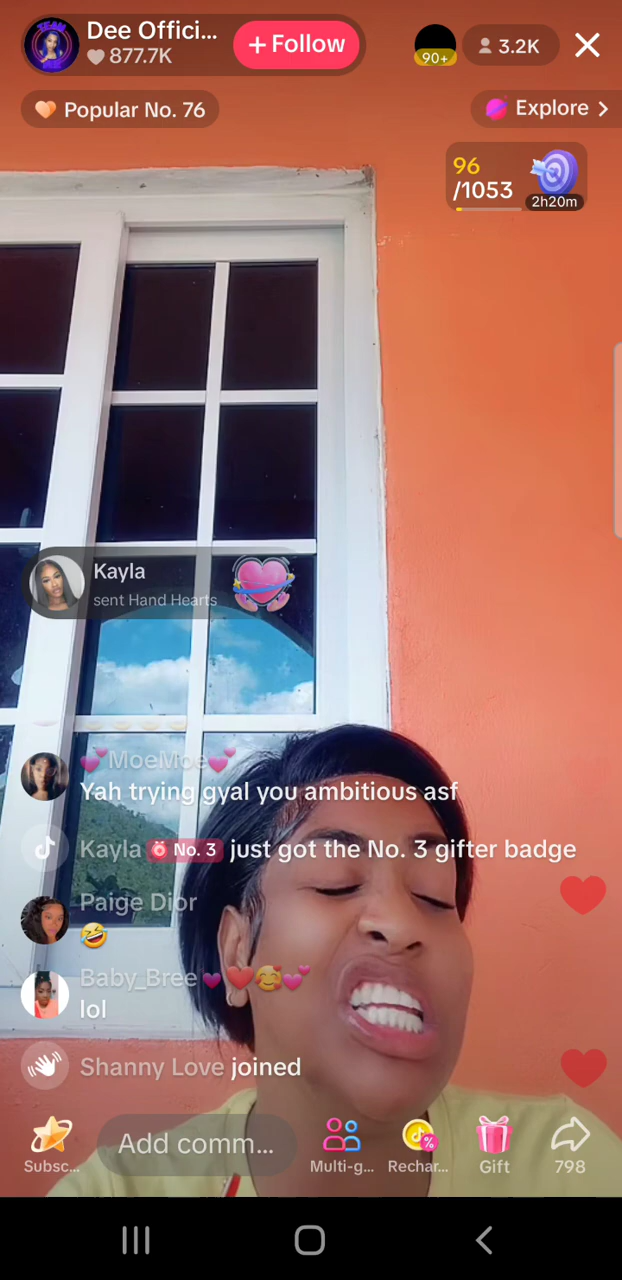 TEAM
Dee Offici...
877.7K
+ Follow
90+
3.2K
Popular No. 76
Explore >
96
/1053
2h20m
Kayla
sent Hand Hearts
💕MoeMoe💕
Yah trying gyal you ambitious asf
Kayla No. 3 just got the No. 3 gifter badge
Paige Dior
🤣
Baby_Bree💗❤️🥰💕
lol
Shanny Love joined
Add comm...
Subsc...
Multi-g...
Rechar...
Gift
798